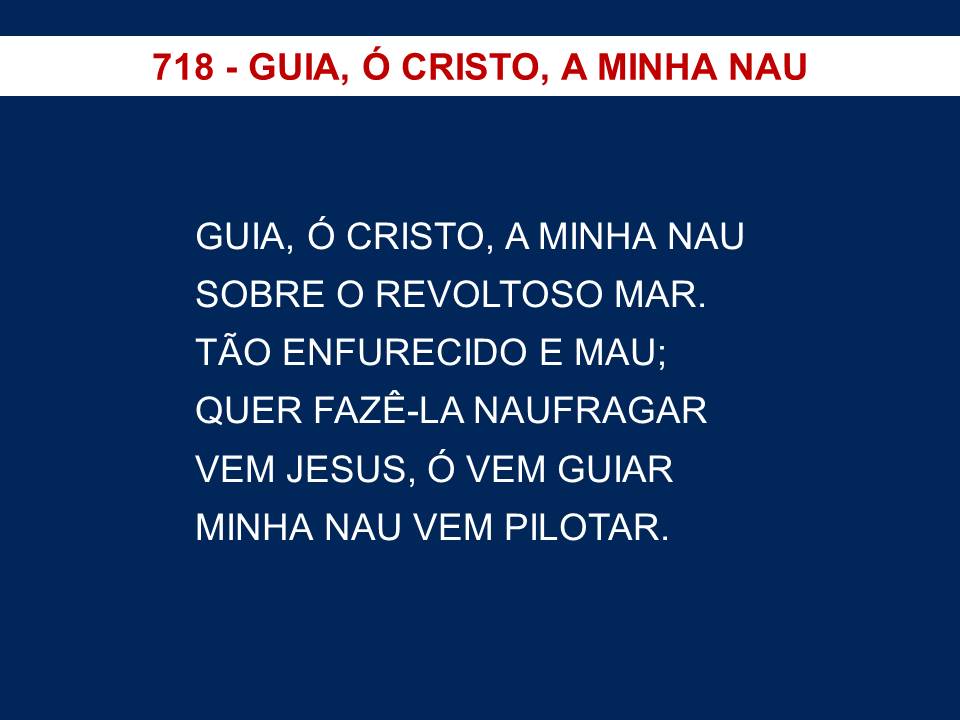 718 - GUIA, Ó CRISTO, A MINHA NAU
GUIA, Ó CRISTO, A MINHA NAU
SOBRE O REVOLTOSO MAR.
TÃO ENFURECIDO E MAU;
QUER FAZÊ-LA NAUFRAGAR
VEM JESUS, Ó VEM GUIAR
MINHA NAU VEM PILOTAR.